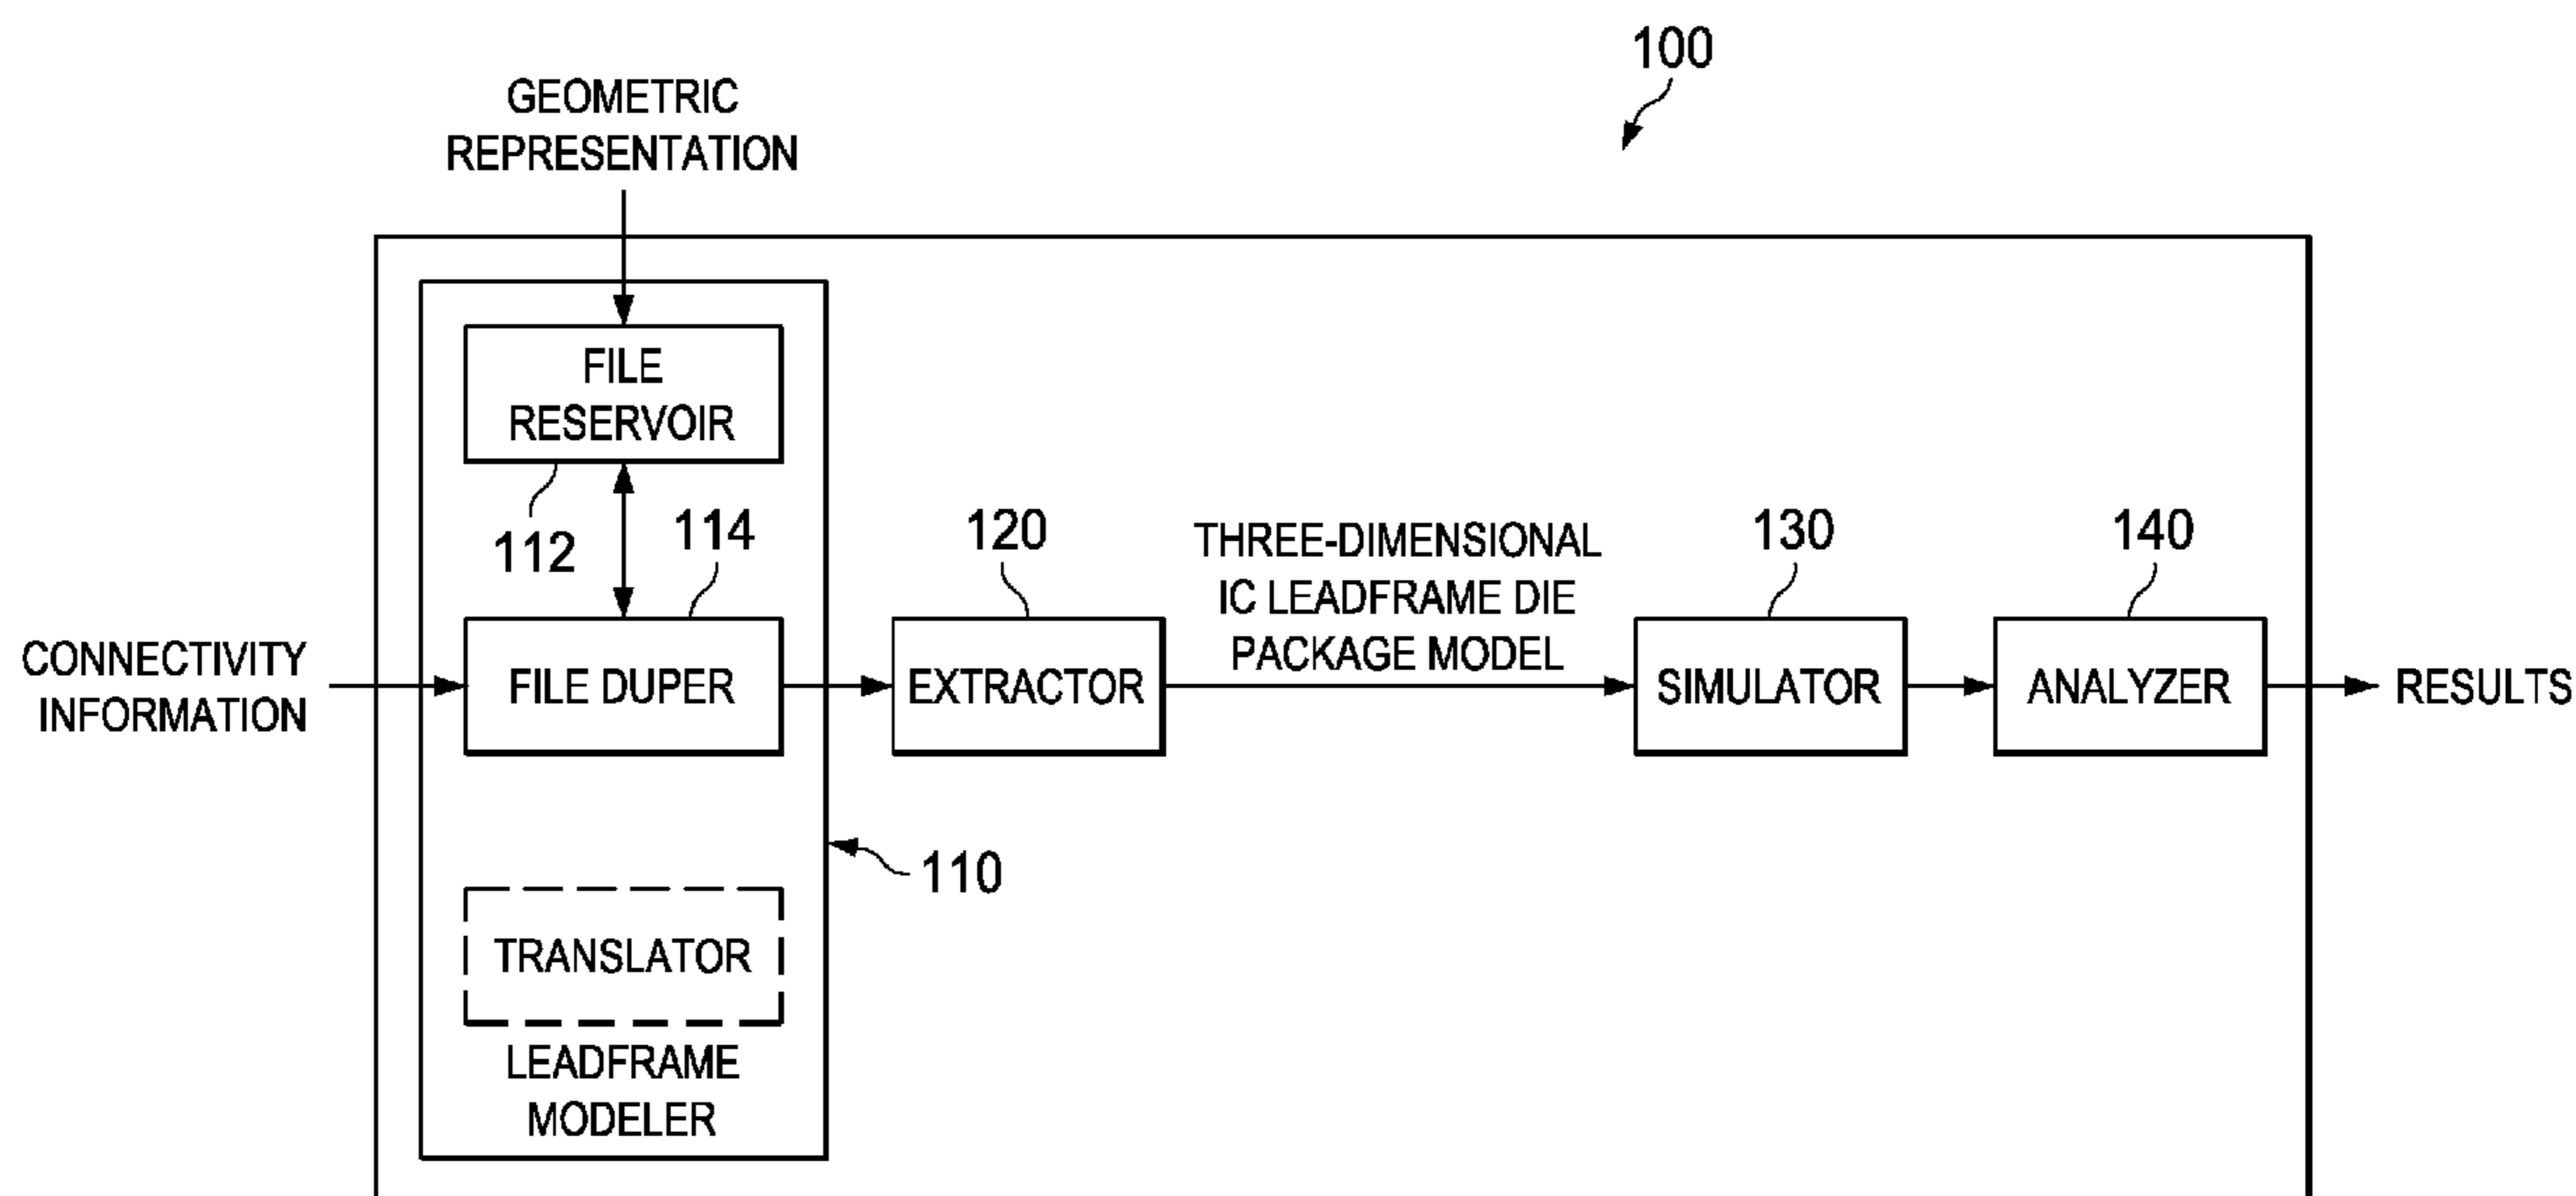 100
GEOMETRIC
REPRESENTATION
FILE
RESERVOIR
112
114
120
THREE-DIMENSIONAL
IC LEADFRAME DIE
PACKAGE MODEL
130
140
CONNECTIVITY
INFORMATION
FILE DUPER
EXTRACTOR
SIMULATOR
ANALYZER
RESULTS
110
TRANSLATOR
LEADFRAME
MODELER